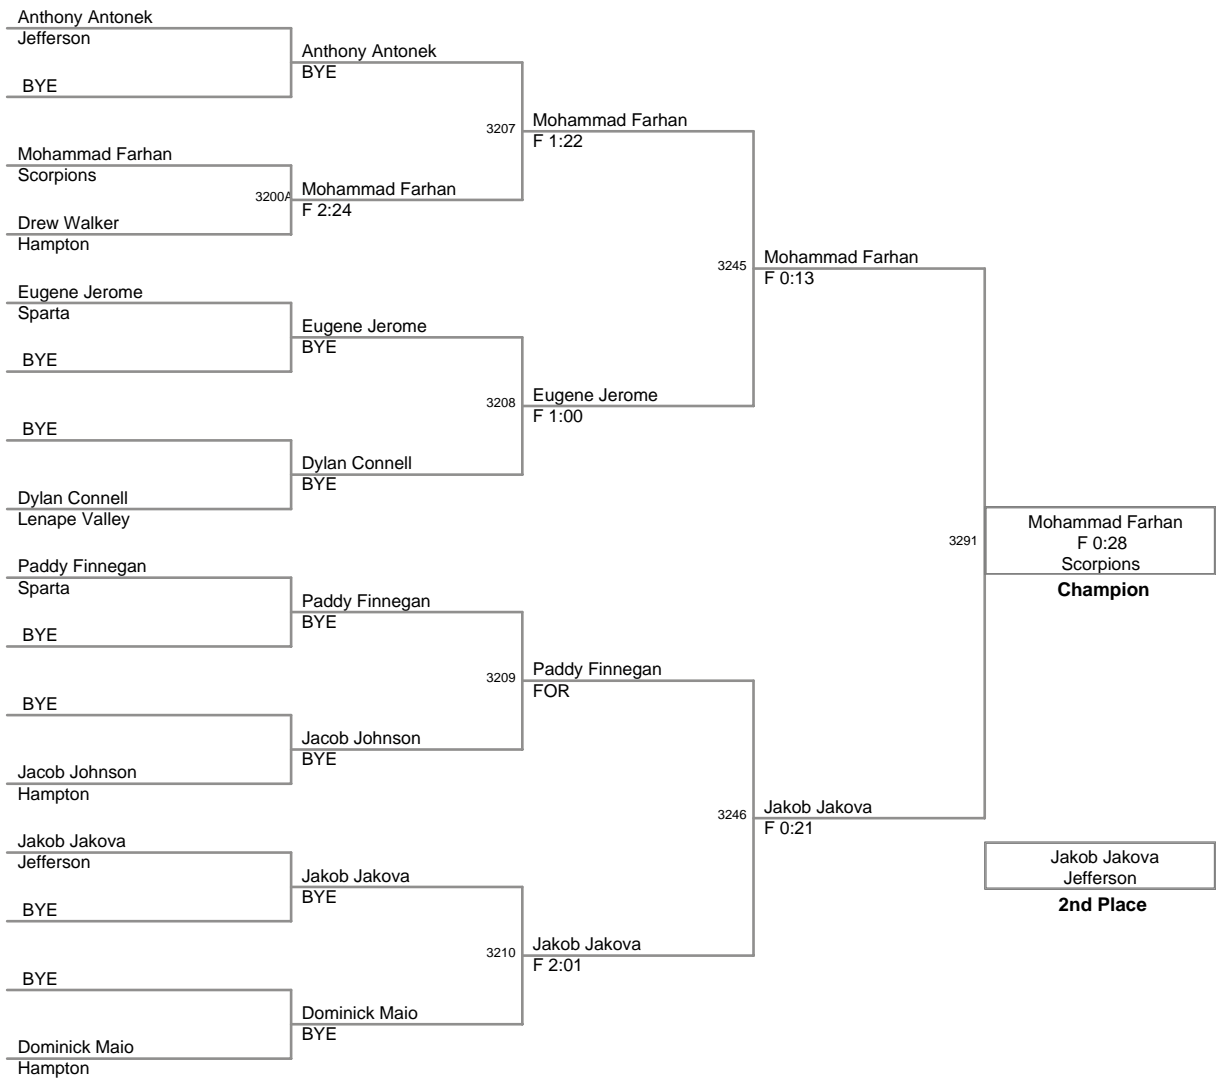 Anthony Antonek
Jefferson
BYE
Mohammad Farhan
Scorpions
Drew Walker
Hampton
Eugene Jerome
Sparta
BYE
BYE
Dylan Connell
Lenape Valley
Paddy Finnegan
Sparta
BYE
BYE
Jacob Johnson
Hampton
Jakob Jakova
Jefferson
BYE
BYE
Dominick Maio
Hampton
Anthony Antonek
BYE
3200A
Mohammad Farhan
F 2:24
Eugene Jerome
BYE
Dylan Connell
BYE
Paddy Finnegan
BYE
Jacob Johnson
BYE
Jakob Jakova
BYE
Dominick Maio
BYE
3207
Mohammad Farhan
F 1:22
3208
Eugene Jerome
F 1:00
3209
Paddy Finnegan
FOR
3210
Jakob Jakova
F 2:01
3245
Mohammad Farhan
F 0:13
3246
Jakob Jakova
F 0:21
3291
Mohammad Farhan
F 0:28
Scorpions
Champion
Jakob Jakova
Jefferson
2nd Place